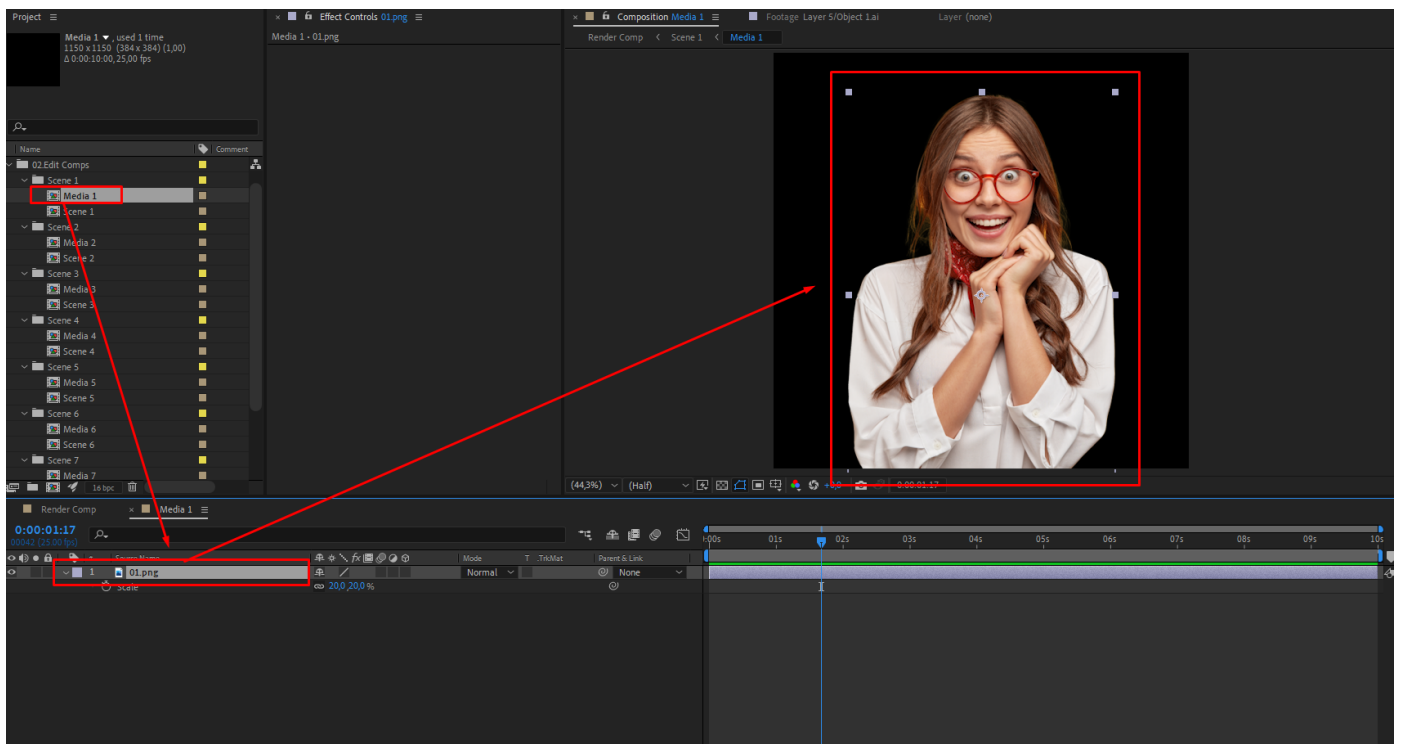 Project
Media 1 , used 1 time
1150 x 1150 (384 x 384) (1,00)
Δ 0:00:10:00, 25,00 fps
Name Comment
02.Edit Comps
Scene 1
Media 1
Scene 1
Scene 2
Media 2
Scene 2
Scene 3
Media 3
Scene 3
Scene 4
Media 4
Scene 4
Scene 5
Media 5
Scene 5
Scene 6
Media 6
Scene 6
Scene 7
Media 7
16 bpc
Effect Controls 01.png
Media 1 • 01.png
Composition Media 1 Footage Layer 5/Object 1.ai Layer (none)
Render Comp Scene 1 Media 1
(44,3%) (Half) +0,0 0:00:01:17
Render Comp Media 1
0:00:01:17
00042 (25.00 fps)
:00s 01s 02s 03s 04s 05s 06s 07s 08s 09s 10s
# Source Name fx Mode T .TrkMat Parent & Link
1 01.png Normal None
Scale 20,0,20,0 %